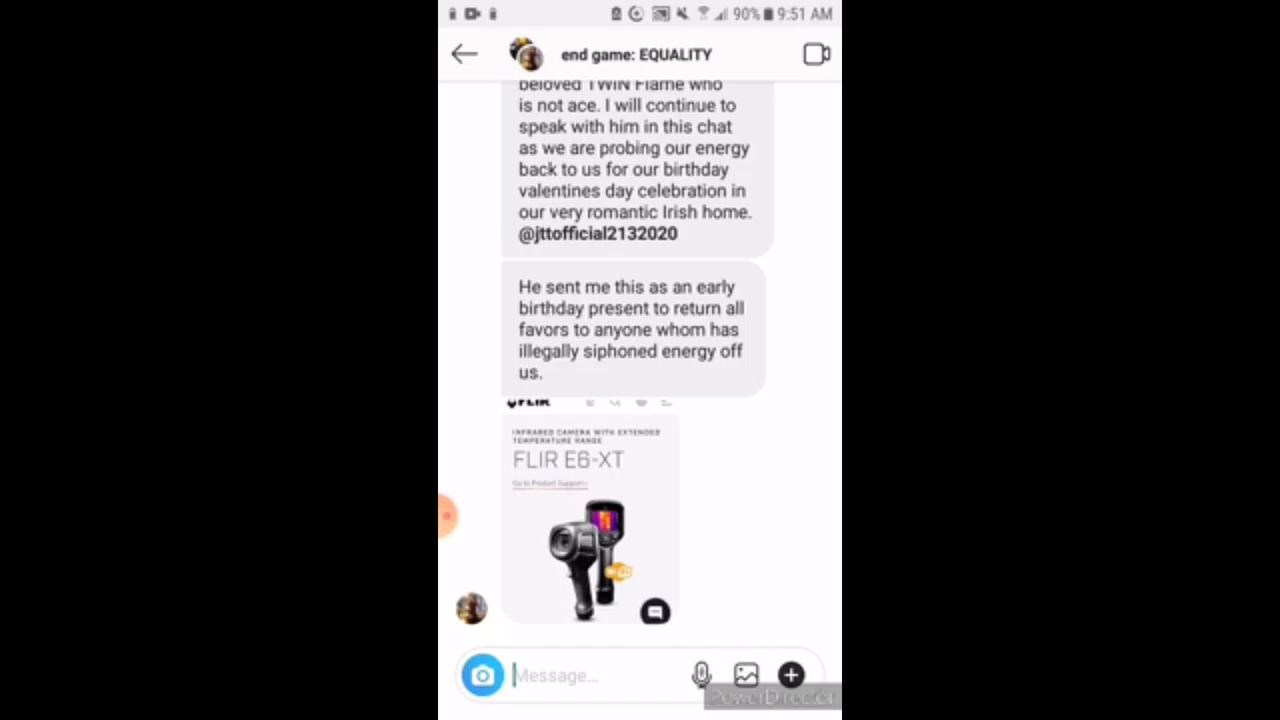 90% 9:51 AM
end game: EQUALITY
beloved TWIN Flame who
is not ace. I will continue to
speak with him in this chat
as we are probing our energy
back to us for our birthday
valentines day celebration in
our very romantic Irish home.
@jttofficial2132020
He sent me this as an early
birthday present to return all
favors to anyone whom has
illegally siphoned energy off
us.
FLIR
INFRARED CAMERA WITH EXTENDED
TEMPERATURE RANGE
FLIR E6-XT
Go to Product Support
Message...
PowerDirector